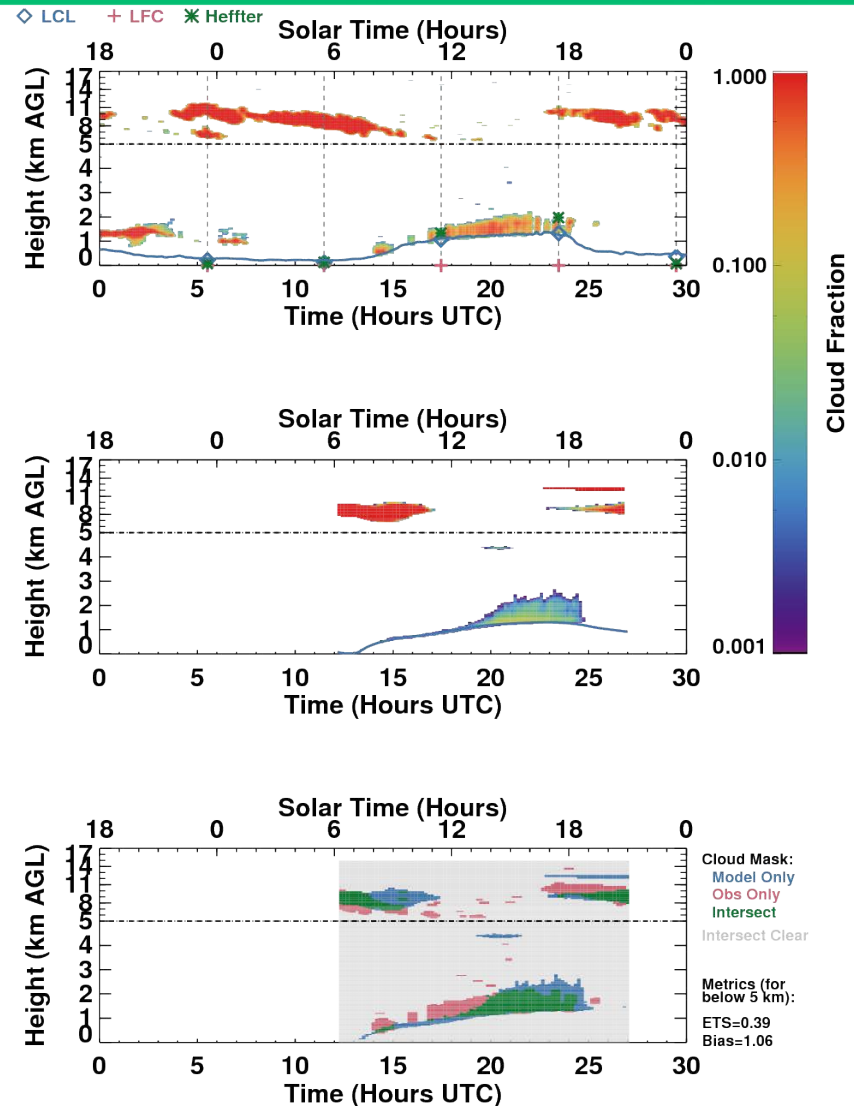 LCL LFC Heffter
Solar Time (Hours)
18 0 6 12 18 0
17
14
11
8
5
4
3
2
1
0
Height (km AGL)
0 5 10 15 20 25 30
Time (Hours UTC)
1.000
0.100
0.010
0.001
Cloud Fraction
Solar Time (Hours)
18 0 6 12 18 0
17
14
11
8
5
4
3
2
1
0
Height (km AGL)
0 5 10 15 20 25 30
Time (Hours UTC)
Solar Time (Hours)
18 0 6 12 18 0
17
14
11
8
5
4
3
2
1
0
Height (km AGL)
0 5 10 15 20 25 30
Time (Hours UTC)
Cloud Mask:
Model Only
Obs Only
Intersect
Intersect Clear
Metrics (for
below 5 km):
ETS=0.39
Bias=1.06